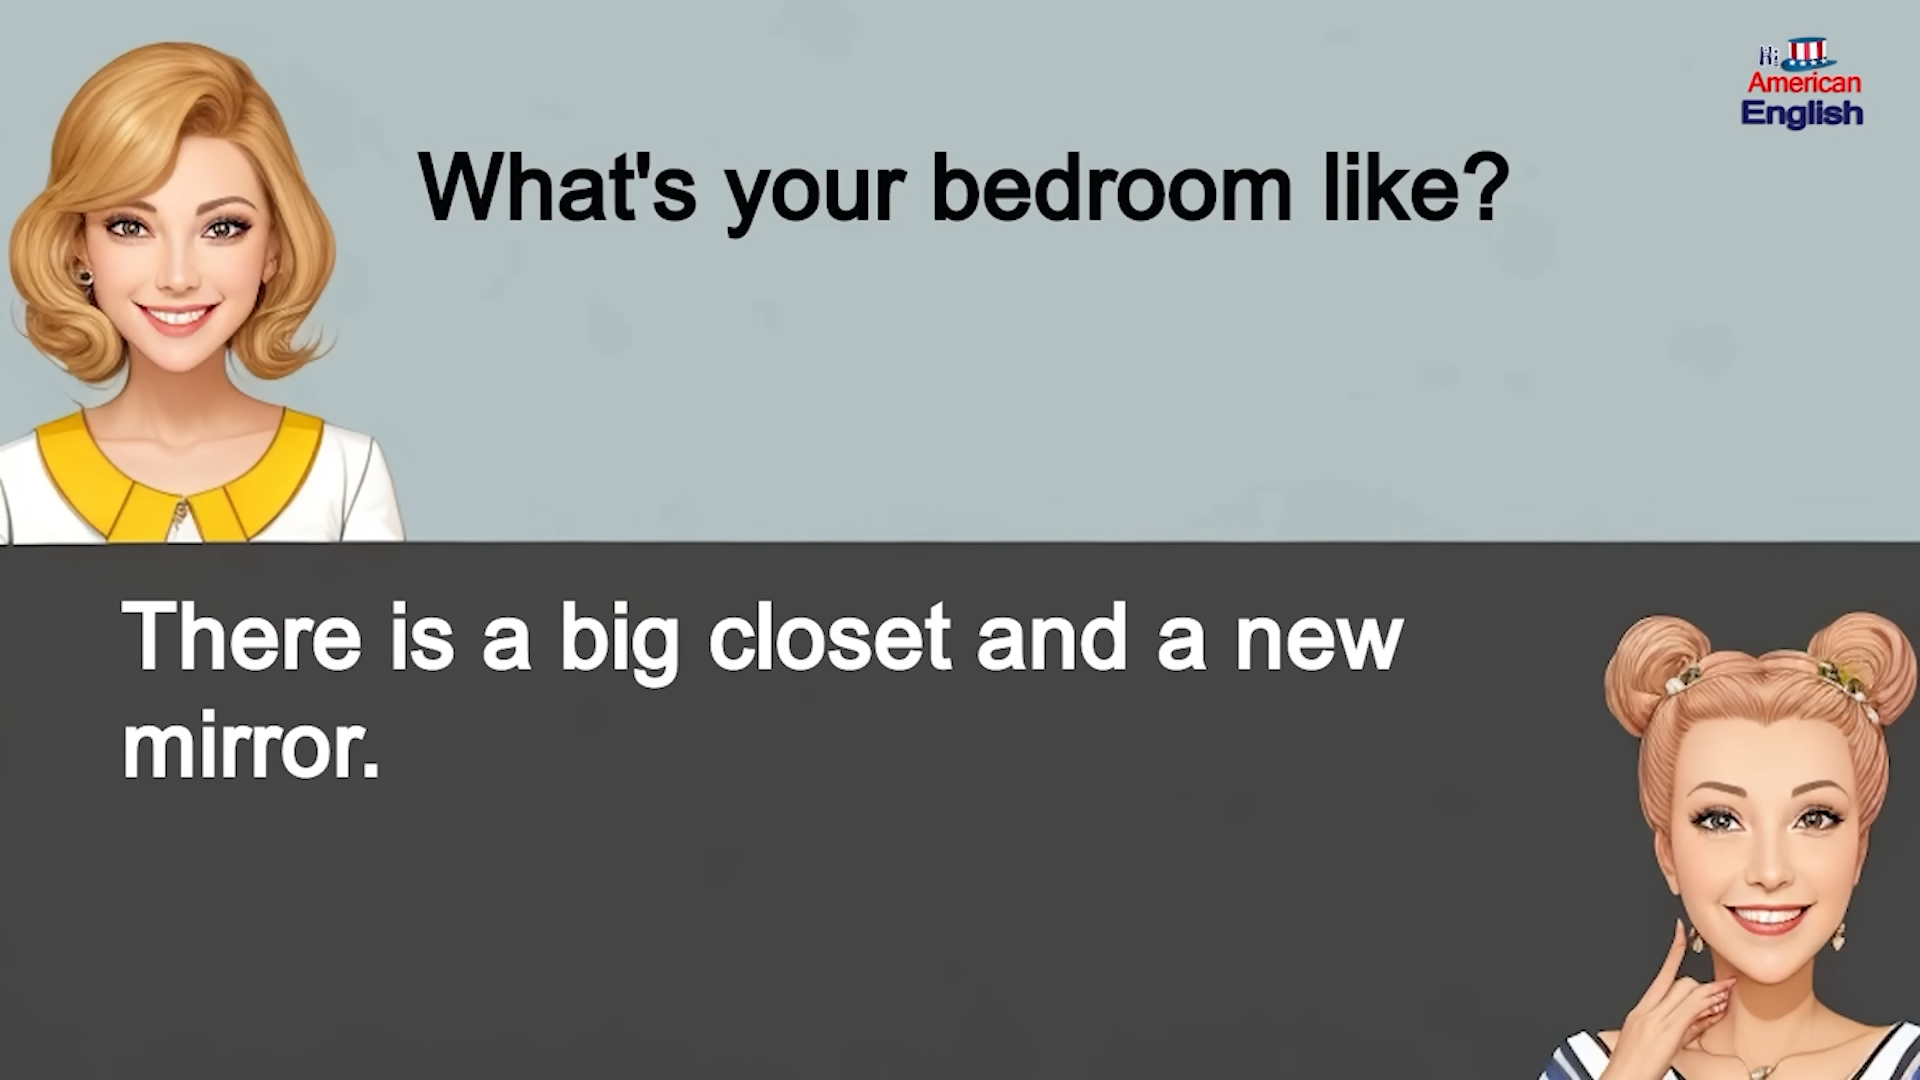 Hi
American
English
What's your bedroom like?
There is a big closet and a new
mirror.